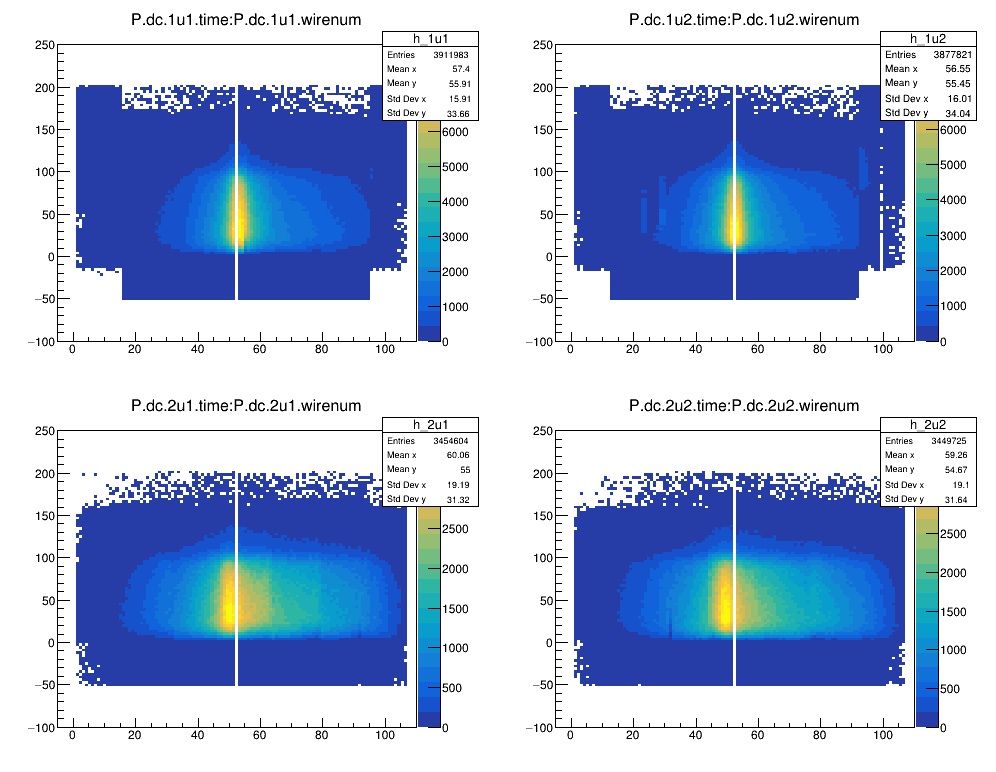 P.dc.1u1.time:P.dc.1u1.wirenum
h_1u1
Entries 3911983
Mean x 57.4
Mean y 55.91
Std Dev x 15.91
Std Dev y 33.66
250
200
150
100
50
0
−50
−100
0 20 40 60 80 100
6000
5000
4000
3000
2000
1000
0
P.dc.1u2.time:P.dc.1u2.wirenum
h_1u2
Entries 3877821
Mean x 56.55
Mean y 55.45
Std Dev x 16.01
Std Dev y 34.04
250
200
150
100
50
0
−50
−100
0 20 40 60 80 100
6000
5000
4000
3000
2000
1000
0
P.dc.2u1.time:P.dc.2u1.wirenum
h_2u1
Entries 3454604
Mean x 60.06
Mean y 55
Std Dev x 19.19
Std Dev y 31.32
250
200
150
100
50
0
−50
−100
0 20 40 60 80 100
2500
2000
1500
1000
500
0
P.dc.2u2.time:P.dc.2u2.wirenum
h_2u2
Entries 3449725
Mean x 59.26
Mean y 54.67
Std Dev x 19.1
Std Dev y 31.64
250
200
150
100
50
0
−50
−100
0 20 40 60 80 100
2500
2000
1500
1000
500
0